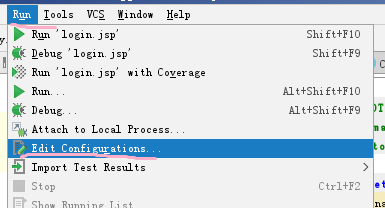 Run Tools VCS Window Help
Run 'login.jsp' Shift+F10
Debug 'login.jsp' Shift+F9
Run 'login.jsp' with Coverage
Run... Alt+Shift+F10
Debug... Alt+Shift+F9
Attach to Local Process...
Edit Configurations...
Import Test Results
Stop Ctrl+F2
Show Running List